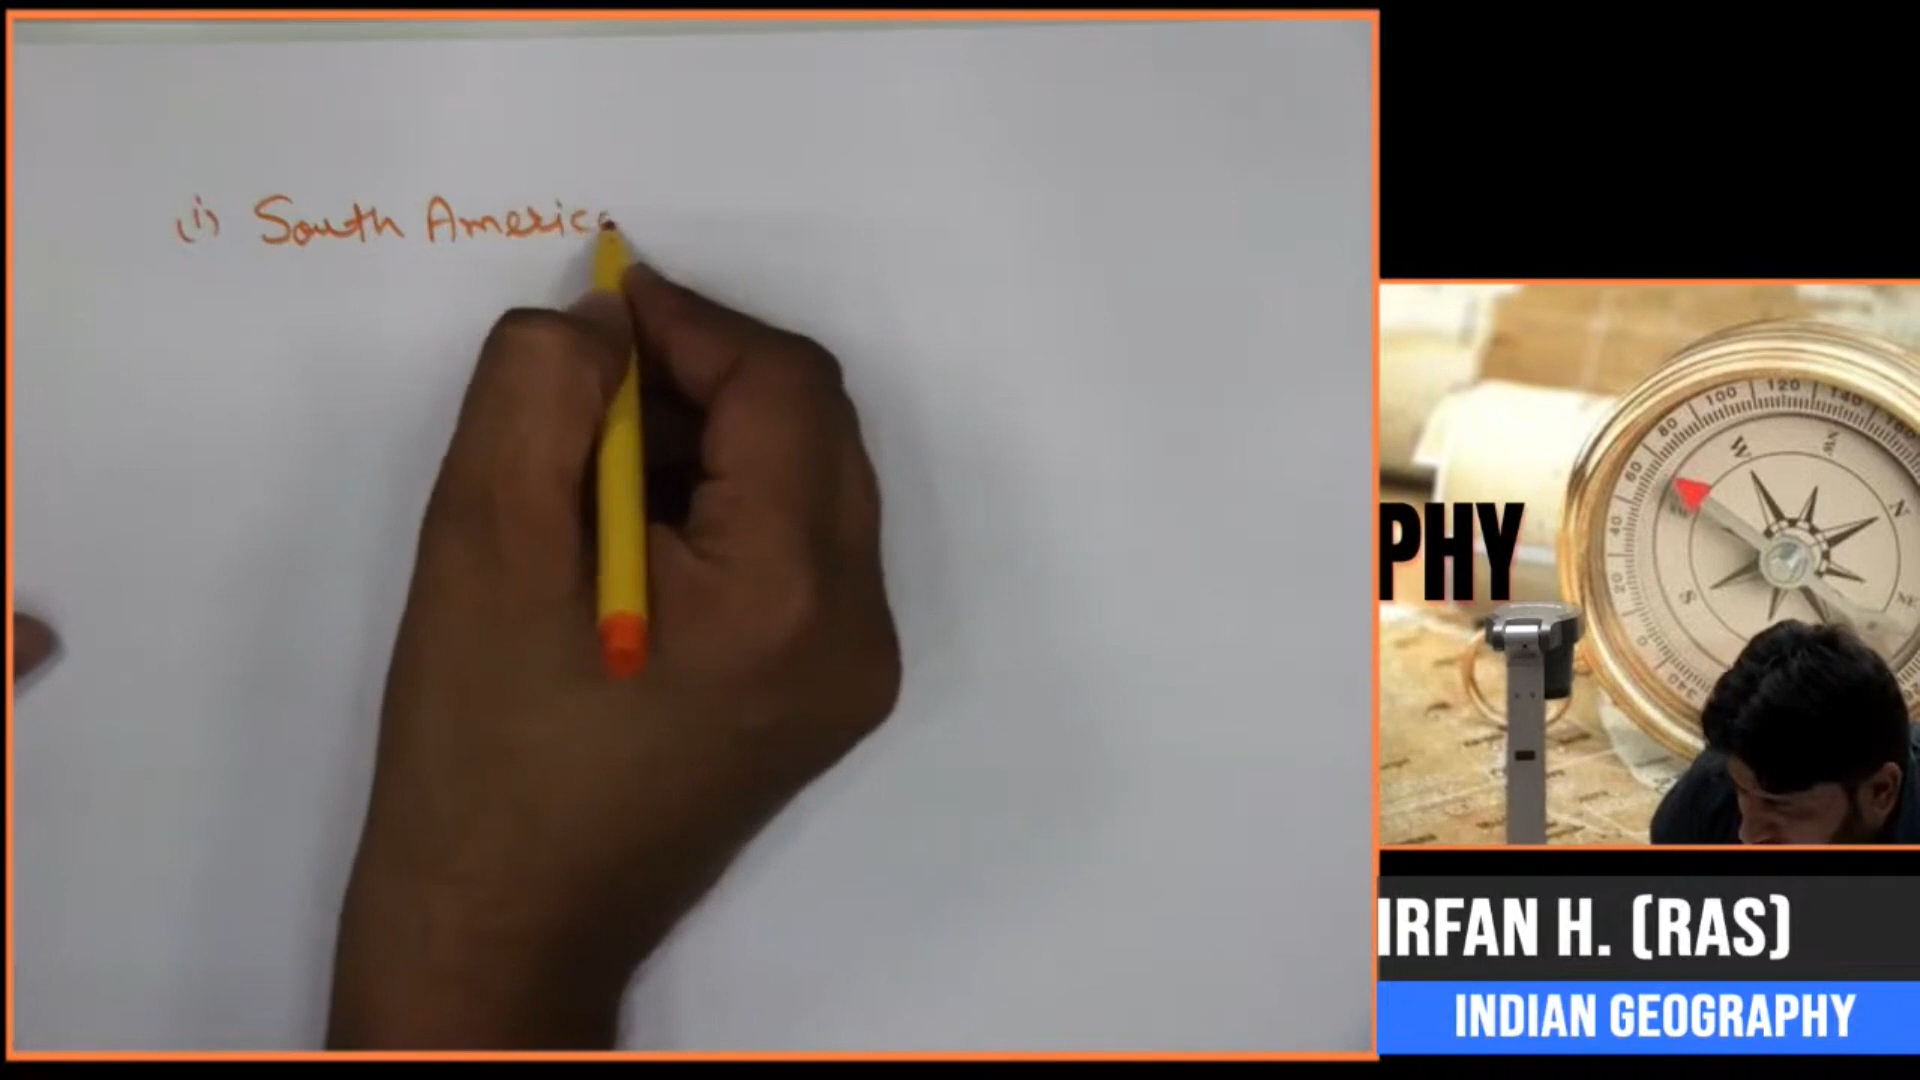 (i) South America
PHY
IRFAN H. (RAS)
INDIAN GEOGRAPHY